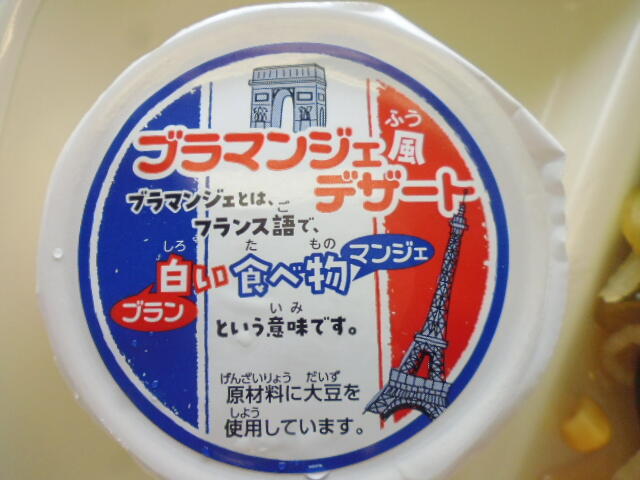 ブラマンジェ風
ふう
デザート
ブラマンジェとは、
フランス語で、
ご
白い食べ物
しろ た もの
ブラン
マンジェ
という意味です。
いみ
原材料に大豆を
げんざいりょう だいず
使用しています。
しよう